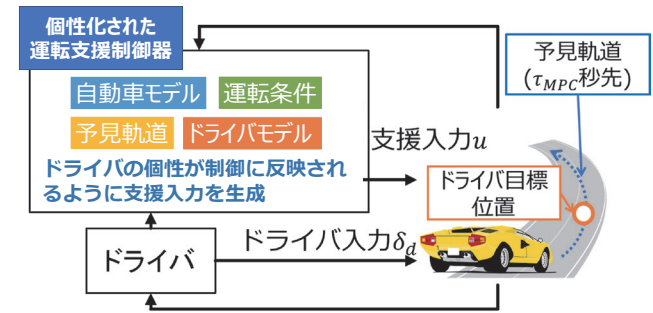 個性化された
運転支援制御器
自動車モデル
運転条件
予見軌道
ドライバモデル
ドライバの個性が制御に反映され
るように支援入力を生成
予見軌道
(τ_MPC秒先)
支援入力u
ドライバ目標
位置
ドライバ
ドライバ入力δ_d